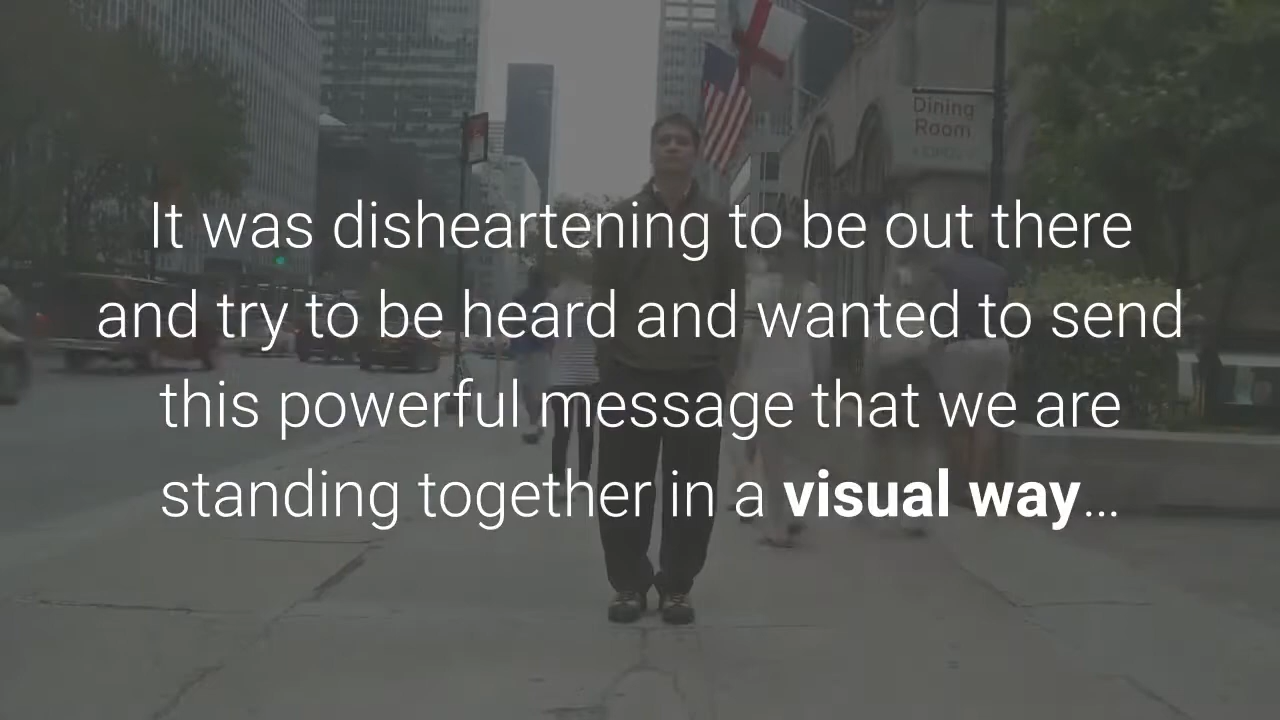 Dining
Room
It was disheartening to be out there
and try to be heard and wanted to send
this powerful message that we are
standing together in a visual way...